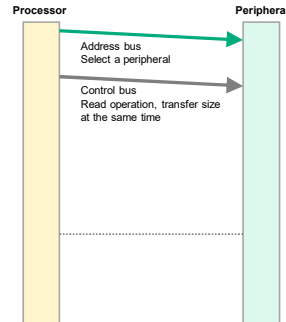 Processor
Periphera
Address bus
Select a peripheral
Control bus
Read operation, transfer size
at the same time